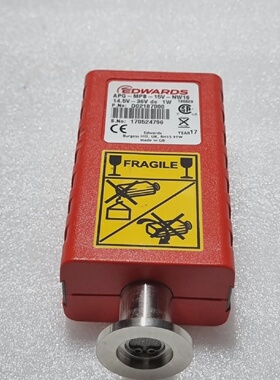 EDWARDS
APG-MP8-15V-NW16
14.5V - 36V dc 1W
P.No: D02187000
S.No: 170524796
YEAR 17
Edwards
Burgess Hill, UK, RH15 9TW
made in GB
FRAGILE